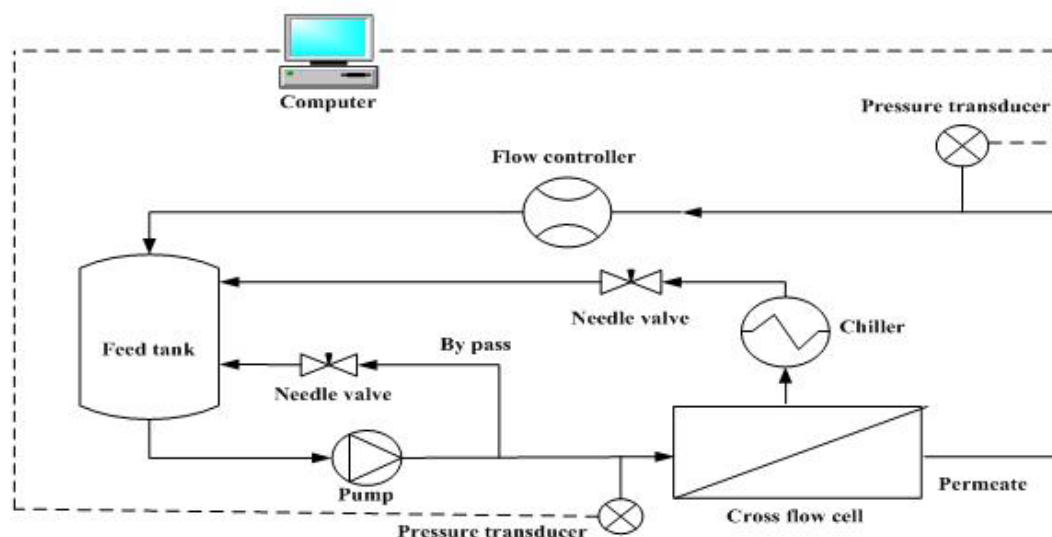 Computer
Pressure transducer
Flow controller
Needle valve
Chiller
Feed tank
By pass
Needle valve
Pump
Permeate
Pressure transducer
Cross flow cell